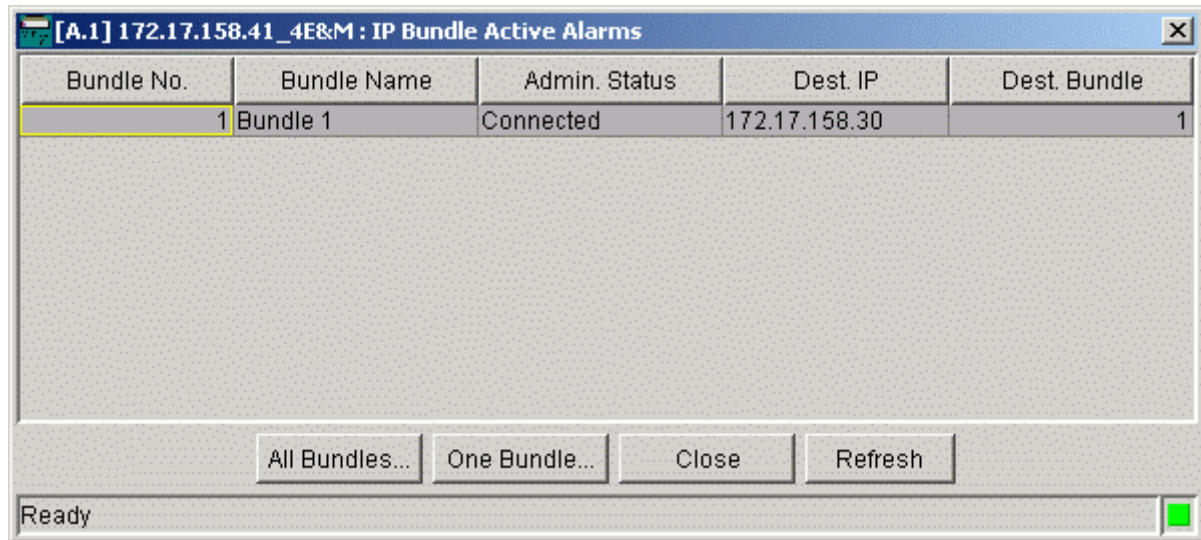 [A.1] 172.17.158.41_4E&M : IP Bundle Active Alarms
Bundle No. Bundle Name Admin. Status Dest. IP Dest. Bundle
1 Bundle 1 Connected 172.17.158.30 1
All Bundles... One Bundle... Close Refresh
Ready